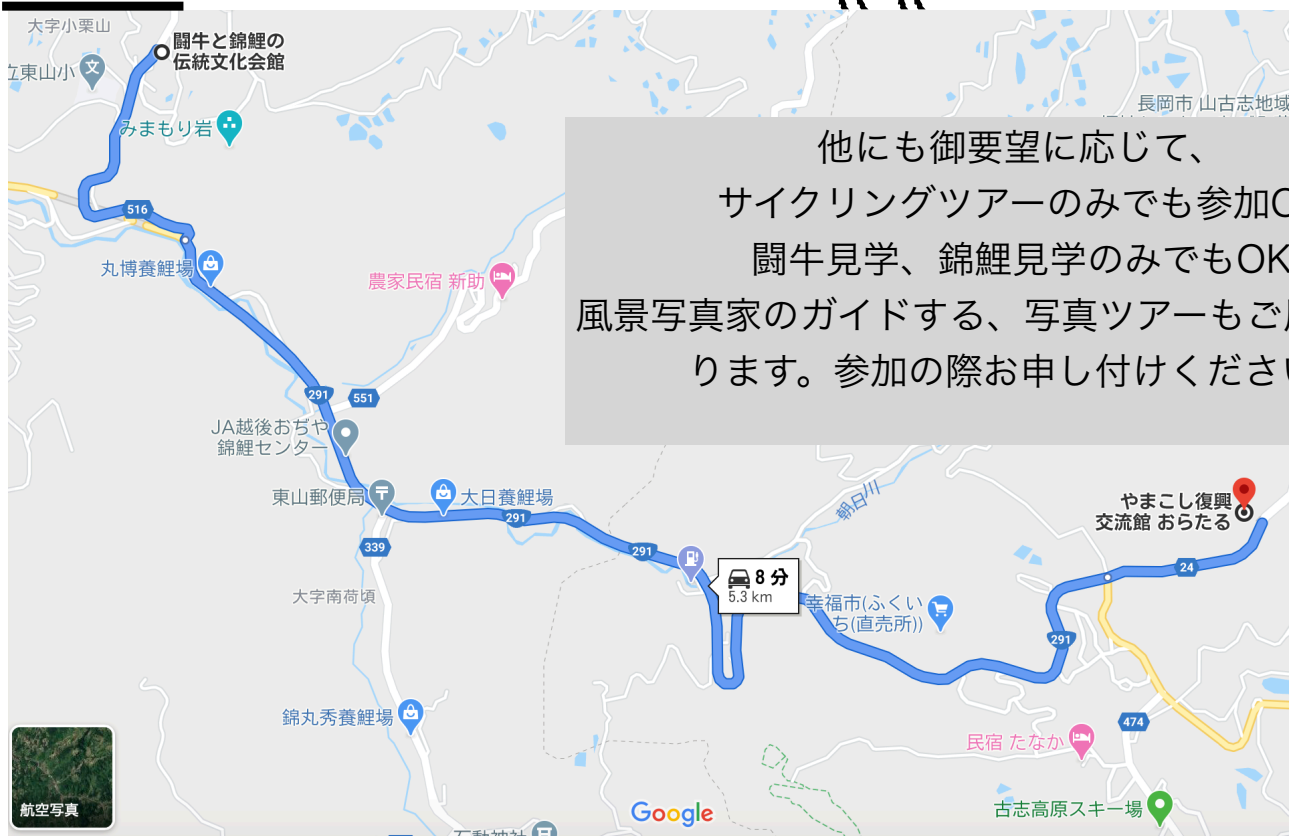 大字小栗山
闘牛と錦鯉の
伝統文化会館
立東山小
文
みまもり岩
長岡市 山古志地域
他にも御要望に応じて、
サイクリングツアーのみでも参加O
闘牛見学、錦鯉見学のみでもOK
風景写真家のガイドする、写真ツアーもご
ります。参加の際お申し付けくださ
516
丸博養鯉場
農家民宿 新助
291
551
JA越後おぢや
錦鯉センター
東山郵便局
大日養鯉場
291
339
大字南荷頃
291
朝日川
やまこし復興
交流館 おらたる
24
8 分
5.3 km
幸福市(ふくい
ち(直売所))
291
錦丸秀養鯉場
474
民宿 たなか
古志高原スキー場
航空写真
Google